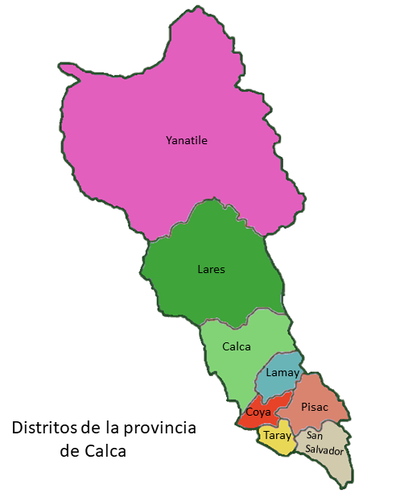 Yanatile
Lares
Calca
Lamay
Coya
Pisac
Taray
San
Salvador
Distritos de la provincia
de Calca